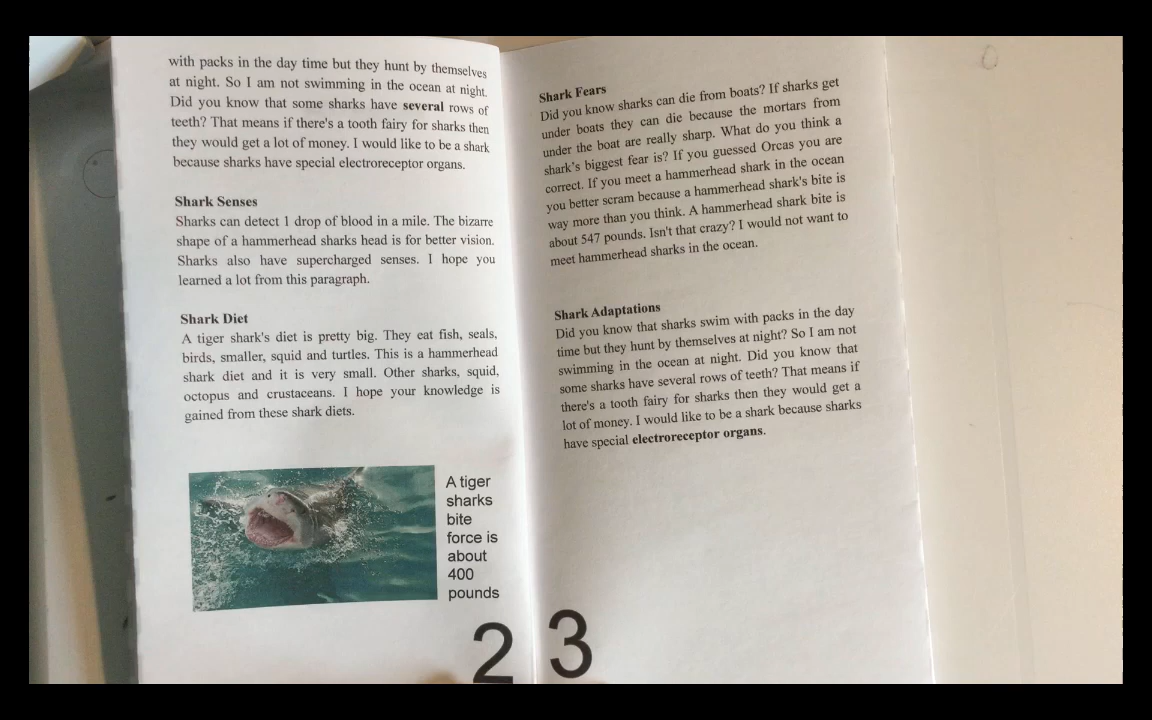 with packs in the day time but they hunt by themselves
at night. So I am not swimming in the ocean at night.
Did you know that some sharks have several rows of
teeth? That means if there's a tooth fairy for sharks then
they would get a lot of money. I would like to be a shark
because sharks have special electroreceptor organs.
Shark Senses
Sharks can detect 1 drop of blood in a mile. The bizarre
shape of a hammerhead sharks head is for better vision.
Sharks also have supercharged senses. I hope you
learned a lot from this paragraph.
Shark Diet
A tiger shark's diet is pretty big. They eat fish, seals,
birds, smaller, squid and turtles. This is a hammerhead
shark diet and it is very small. Other sharks, squid,
octopus and crustaceans. I hope your knowledge is
gained from these shark diets.
A tiger
sharks
bite
force is
about
400
pounds
2
Shark Fears
Did you know sharks can die from boats? If sharks get
under boats they can die because the mortars from
under the boat are really sharp. What do you think a
shark's biggest fear is? If you guessed Orcas you are
correct. If you meet a hammerhead shark in the ocean
you better scram because a hammerhead shark's bite is
way more than you think. A hammerhead shark bite is
about 547 pounds. Isn't that crazy? I would not want to
meet hammerhead sharks in the ocean.
Shark Adaptations
Did you know that sharks swim with packs in the day
time but they hunt by themselves at night? So I am not
swimming in the ocean at night. Did you know that
some sharks have several rows of teeth? That means if
there's a tooth fairy for sharks then they would get a
lot of money. I would like to be a shark because sharks
have special electroreceptor organs.
3